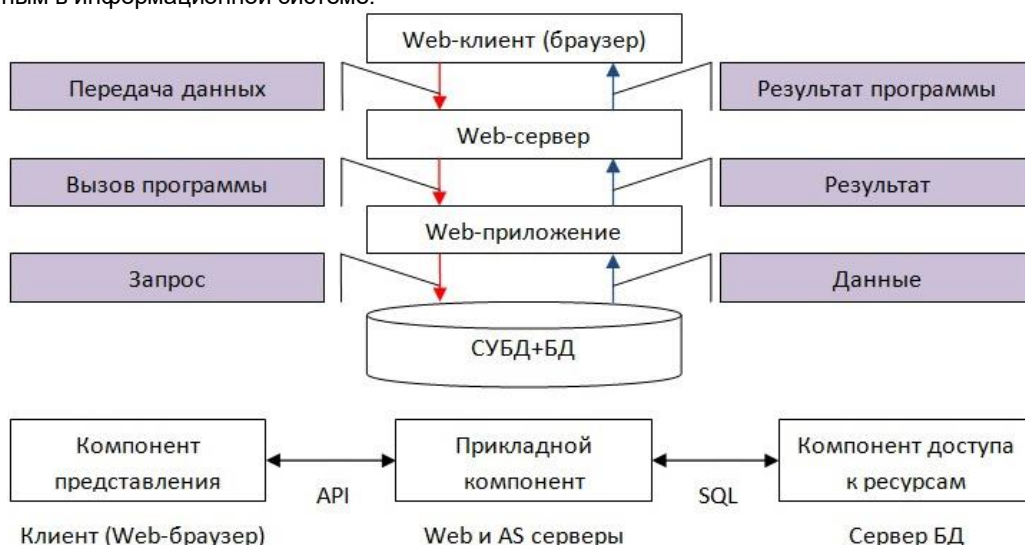 ным в информационной системе.
Web-клиент (браузер)
Передача данных
Результат программы
Web-сервер
Вызов программы
Результат
Web-приложение
Запрос
Данные
СУБД+БД
Компонент
представления
API
Прикладной
компонент
SQL
Компонент доступа
к ресурсам
Клиент (Web-браузер)
Web и AS серверы
Сервер БД